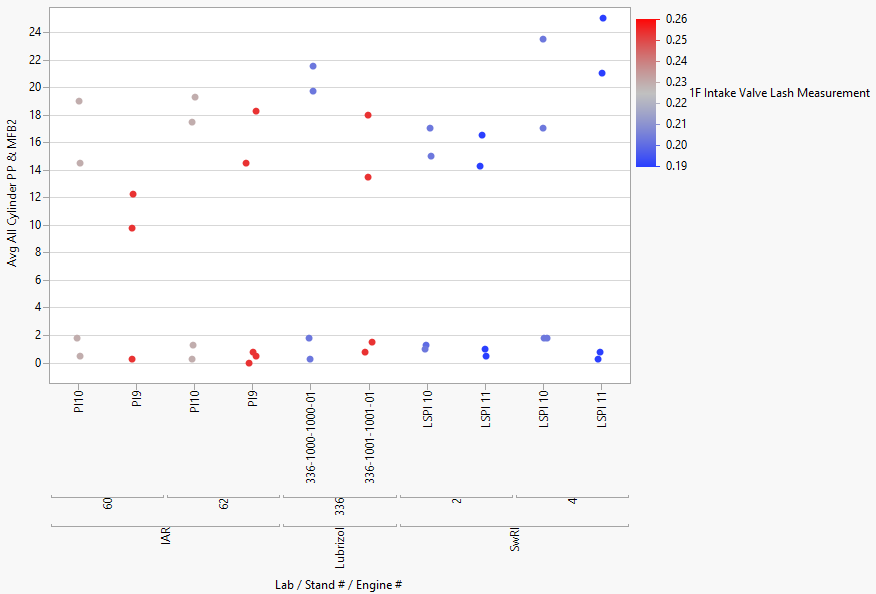 Avg All Cylinder PP & MFB2
24
22
20
18
16
14
12
10
8
6
4
2
0
0.26
0.25
0.24
0.23
0.22
0.21
0.20
0.19
1F Intake Valve Lash Measurement
PI10
PI9
PI10
PI9
336-1000-1000-01
336-1001-1001-01
LSPI 10
LSPI 11
LSPI 10
LSPI 11
60
62
336
2
4
IAR
Lubrizol
SwRI
Lab / Stand # / Engine #